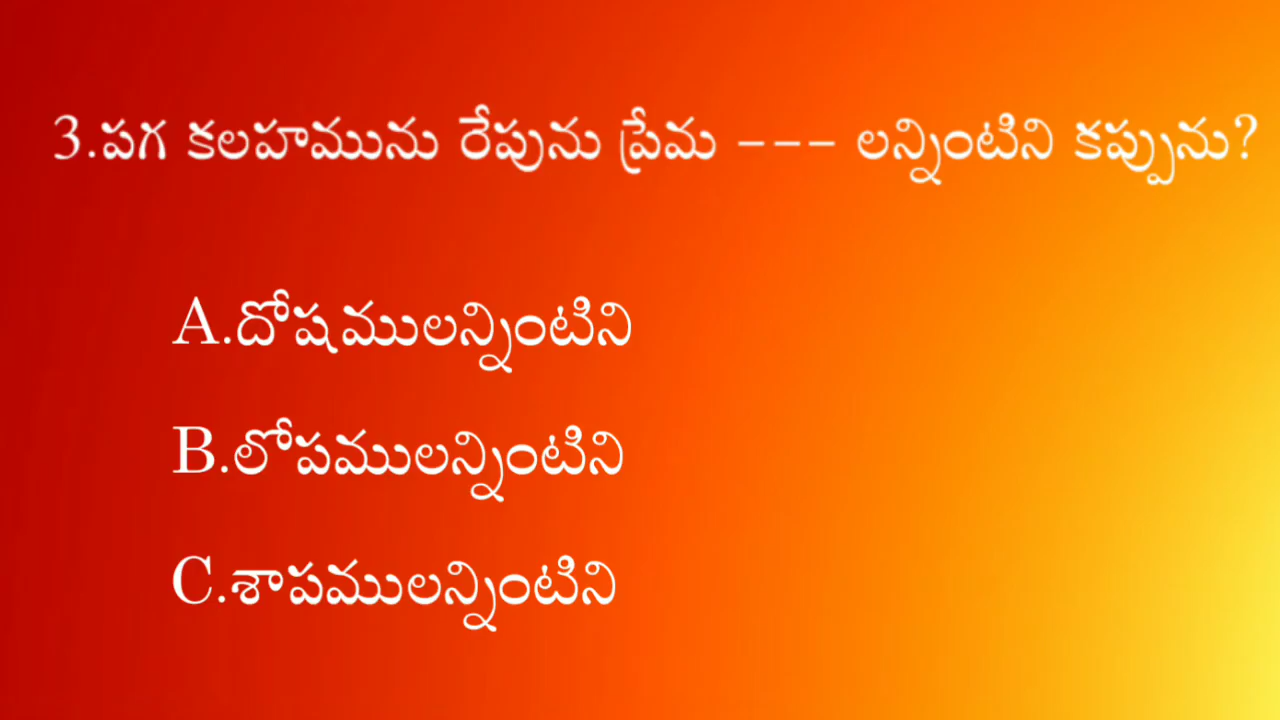 3.పగ కలహమును రేపును ప్రేమ --- లన్నింటిని కప్పును?
A.దోషములన్నింటిని
B.లోపములన్నింటిని
C.శాపములన్నింటిని